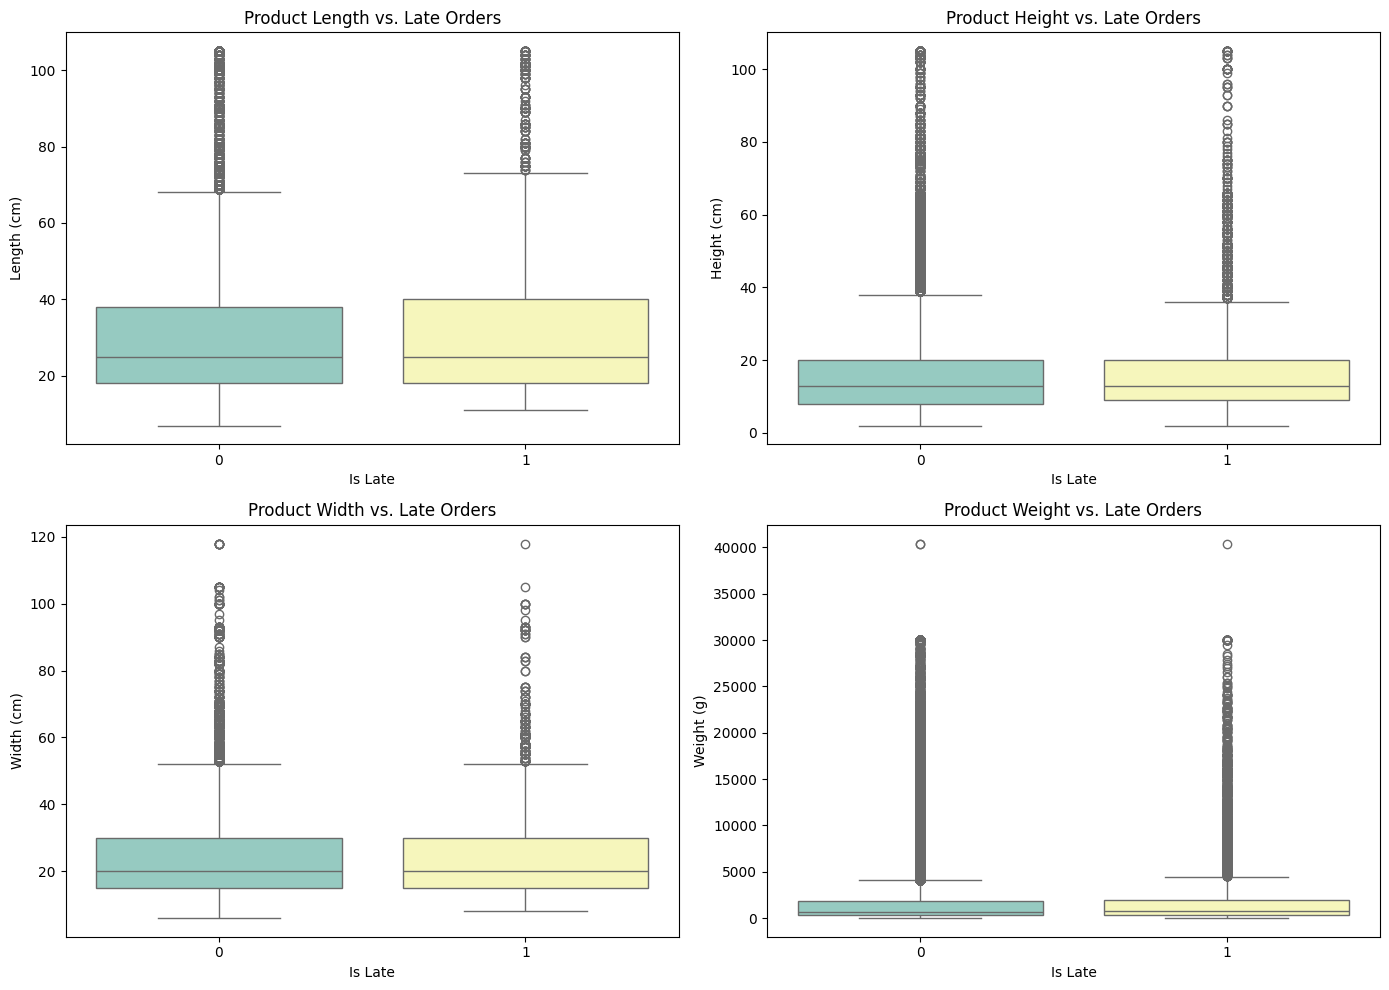 Product Length vs. Late Orders
Length (cm)
100
80
60
40
20
0
1
Is Late
Product Height vs. Late Orders
Height (cm)
100
80
60
40
20
0
0
1
Is Late
Product Width vs. Late Orders
Width (cm)
120
100
80
60
40
20
0
1
Is Late
Product Weight vs. Late Orders
Weight (g)
40000
35000
30000
25000
20000
15000
10000
5000
0
0
1
Is Late